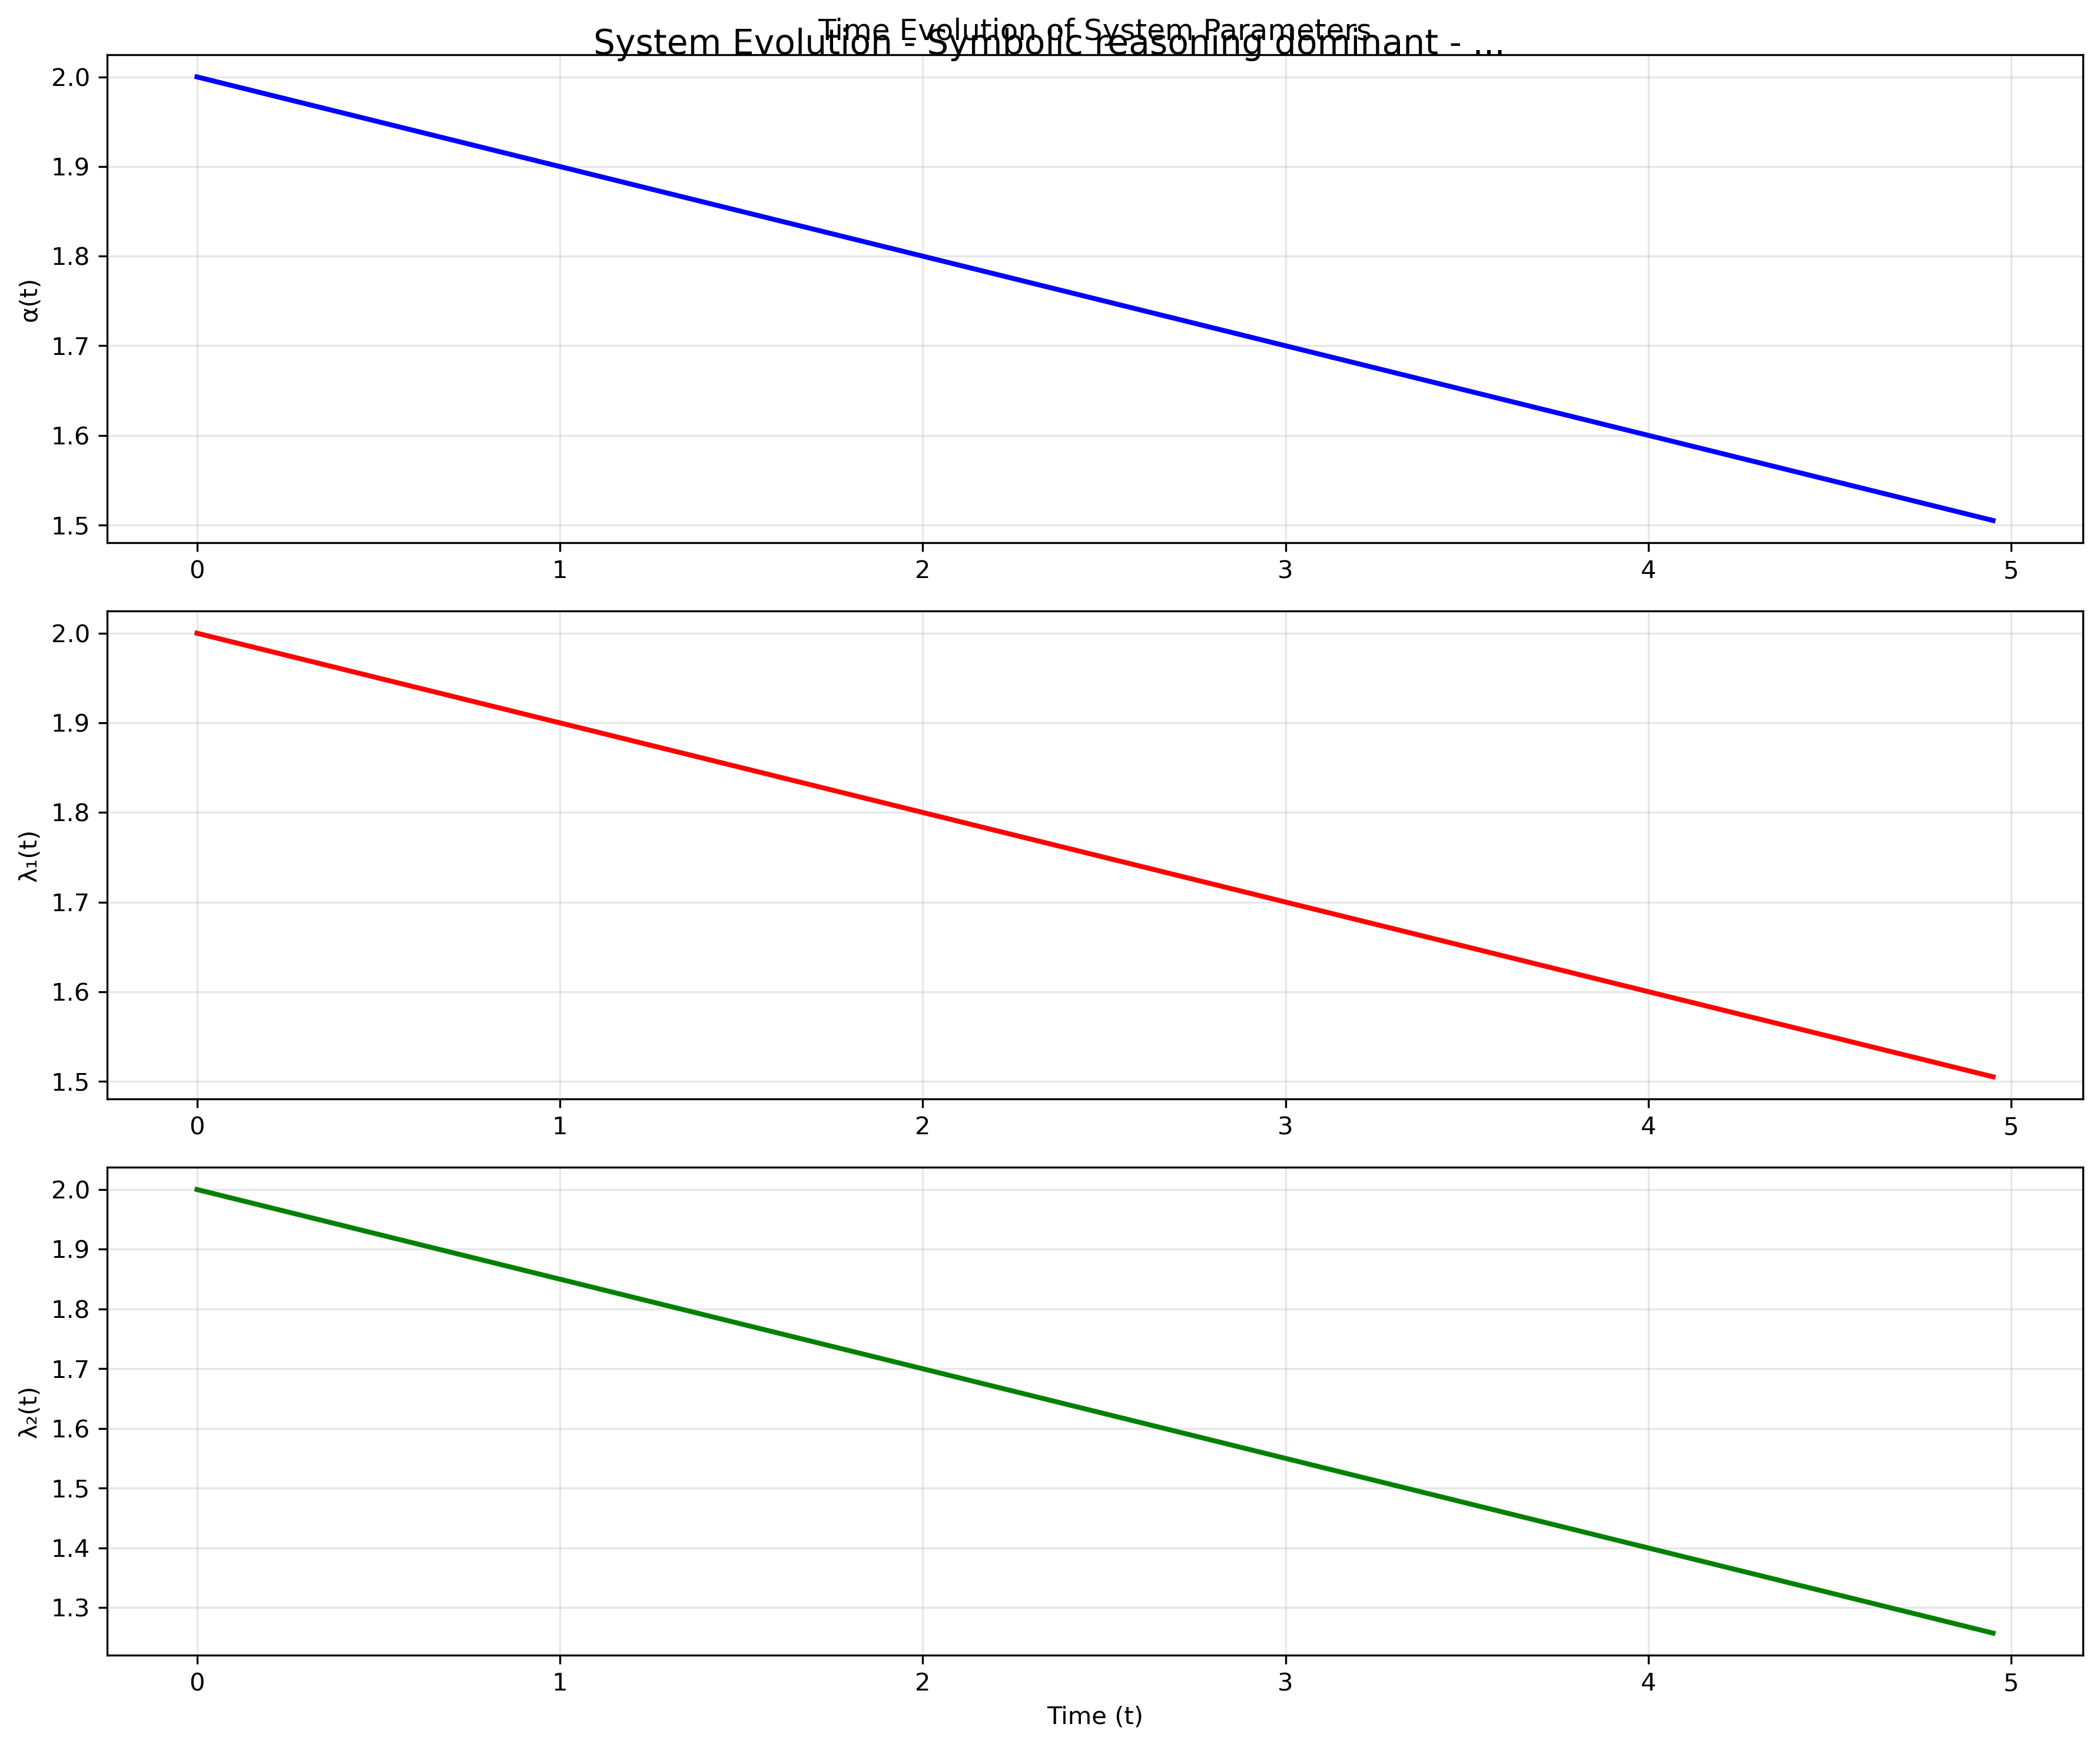 Time Evolution of System Parameters
System Evolution - Symbolic reasoning dominant - ...
2.0
1.9
1.8
1.7
1.6
1.5
α(t)
0 1 2 3 4 5
2.0
1.9
1.8
1.7
1.6
1.5
λ₁(t)
0 1 2 3 4 5
2.0
1.9
1.8
1.7
1.6
1.5
1.4
1.3
λ₂(t)
0 1 2 3 4 5
Time (t)